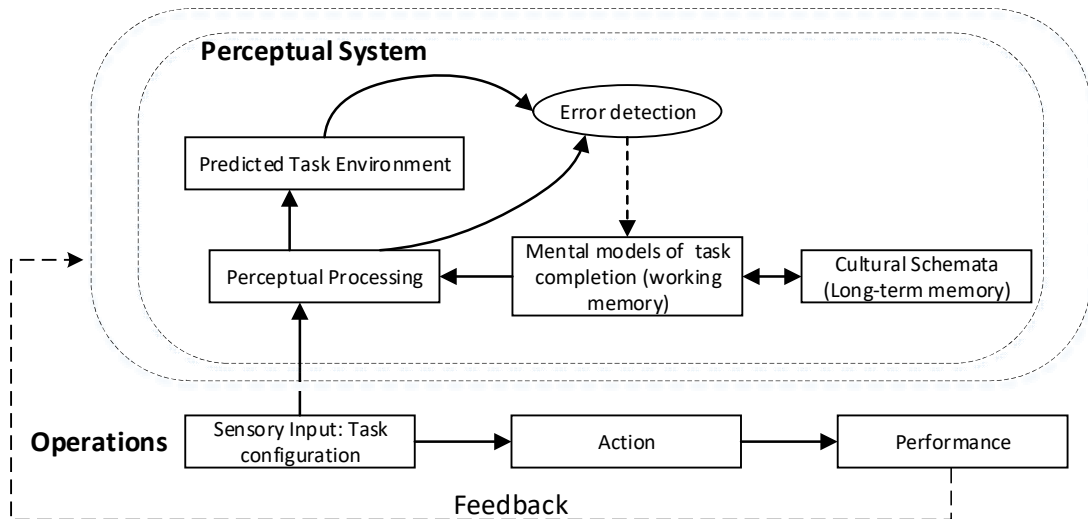 Perceptual System
Error detection
Predicted Task Environment
Perceptual Processing
Mental models of task
completion (working
memory)
Cultural Schemata
(Long-term memory)
Operations
Sensory Input: Task
configuration
Action
Performance
Feedback